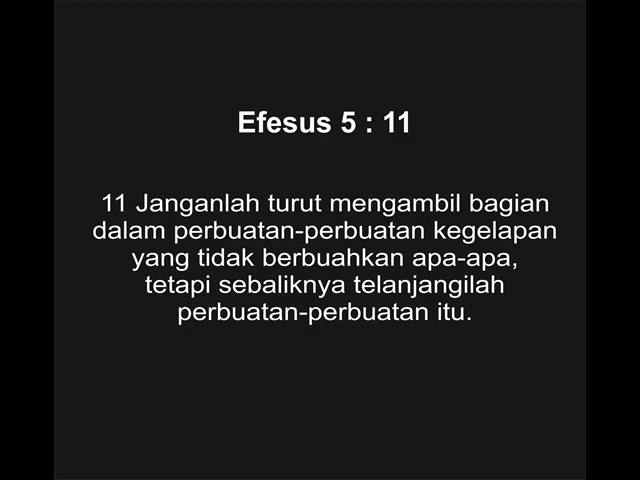 Efesus 5 : 11
11 Janganlah turut mengambil bagian
dalam perbuatan-perbuatan kegelapan
yang tidak berbuahkan apa-apa,
tetapi sebaliknya telanjangilah
perbuatan-perbuatan itu.